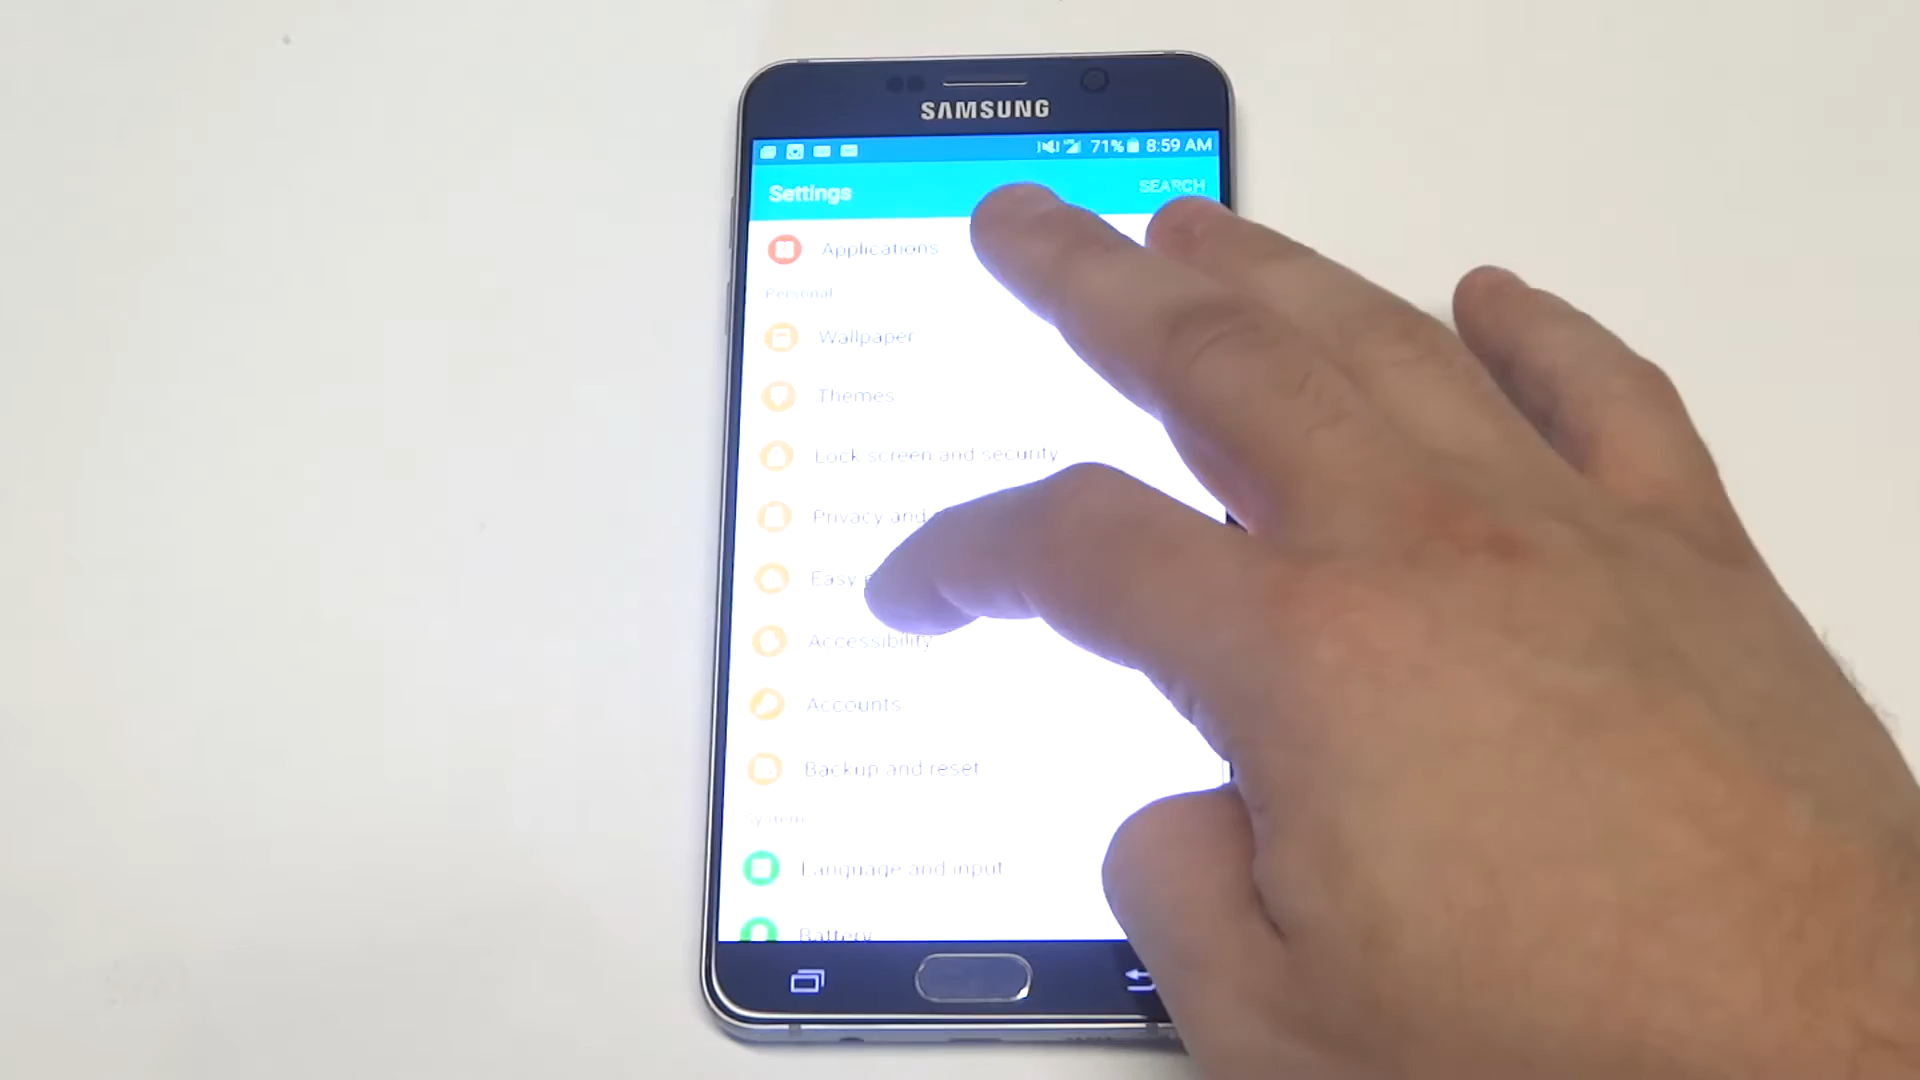 SAMSUNG
71% 8:59 AM
Settings
SEARCH
Applications
Personal
Wallpaper
Themes
Lock screen and security
Privacy and
Easy
Accessibility
Accounts
Backup and reset
System
Language and input
Battery